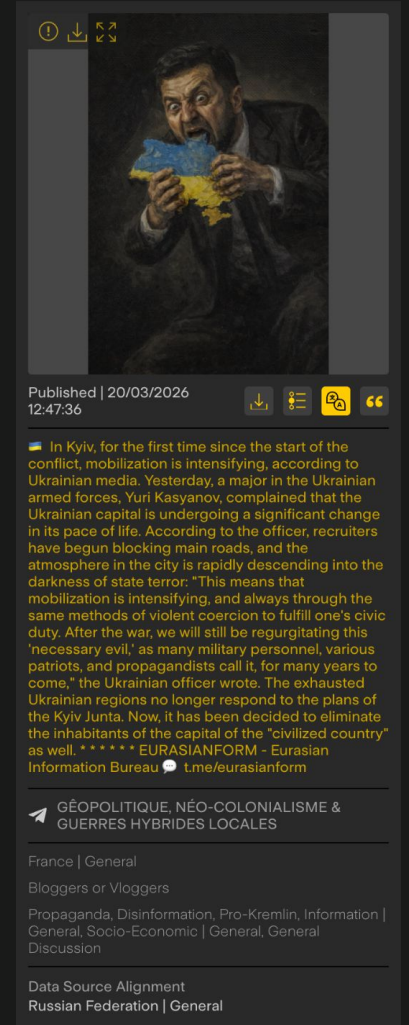 Published | 20/03/2026
12:47:36
In Kyiv, for the first time since the start of the
conflict, mobilization is intensifying, according to
Ukrainian media. Yesterday, a major in the Ukrainian
armed forces, Yuri Kasyanov, complained that the
Ukrainian capital is undergoing a significant change
in its pace of life. According to the officer, recruiters
have begun blocking main roads, and the
atmosphere in the city is rapidly descending into the
darkness of state terror: "This means that
mobilization is intensifying, and always through the
same methods of violent coercion to fulfill one's civic
duty. After the war, we will still be regurgitating this
'necessary evil,' as many military personnel, various
patriots, and propagandists call it, for many years to
come," the Ukrainian officer wrote. The exhausted
Ukrainian regions no longer respond to the plans of
the Kyiv Junta. Now, it has been decided to eliminate
the inhabitants of the capital of the "civilized country"
as well. * * * * * * EURASIANFORM - Eurasian
Information Bureau 💬 t.me/eurasianform
GÊOPOLITIQUE, NÉO-COLONIALISME &
GUERRES HYBRIDES LOCALES
France | General
Bloggers or Vloggers
Propaganda, Disinformation, Pro-Kremlin, Information |
General, Socio-Economic | General, General
Discussion
Data Source Alignment
Russian Federation | General